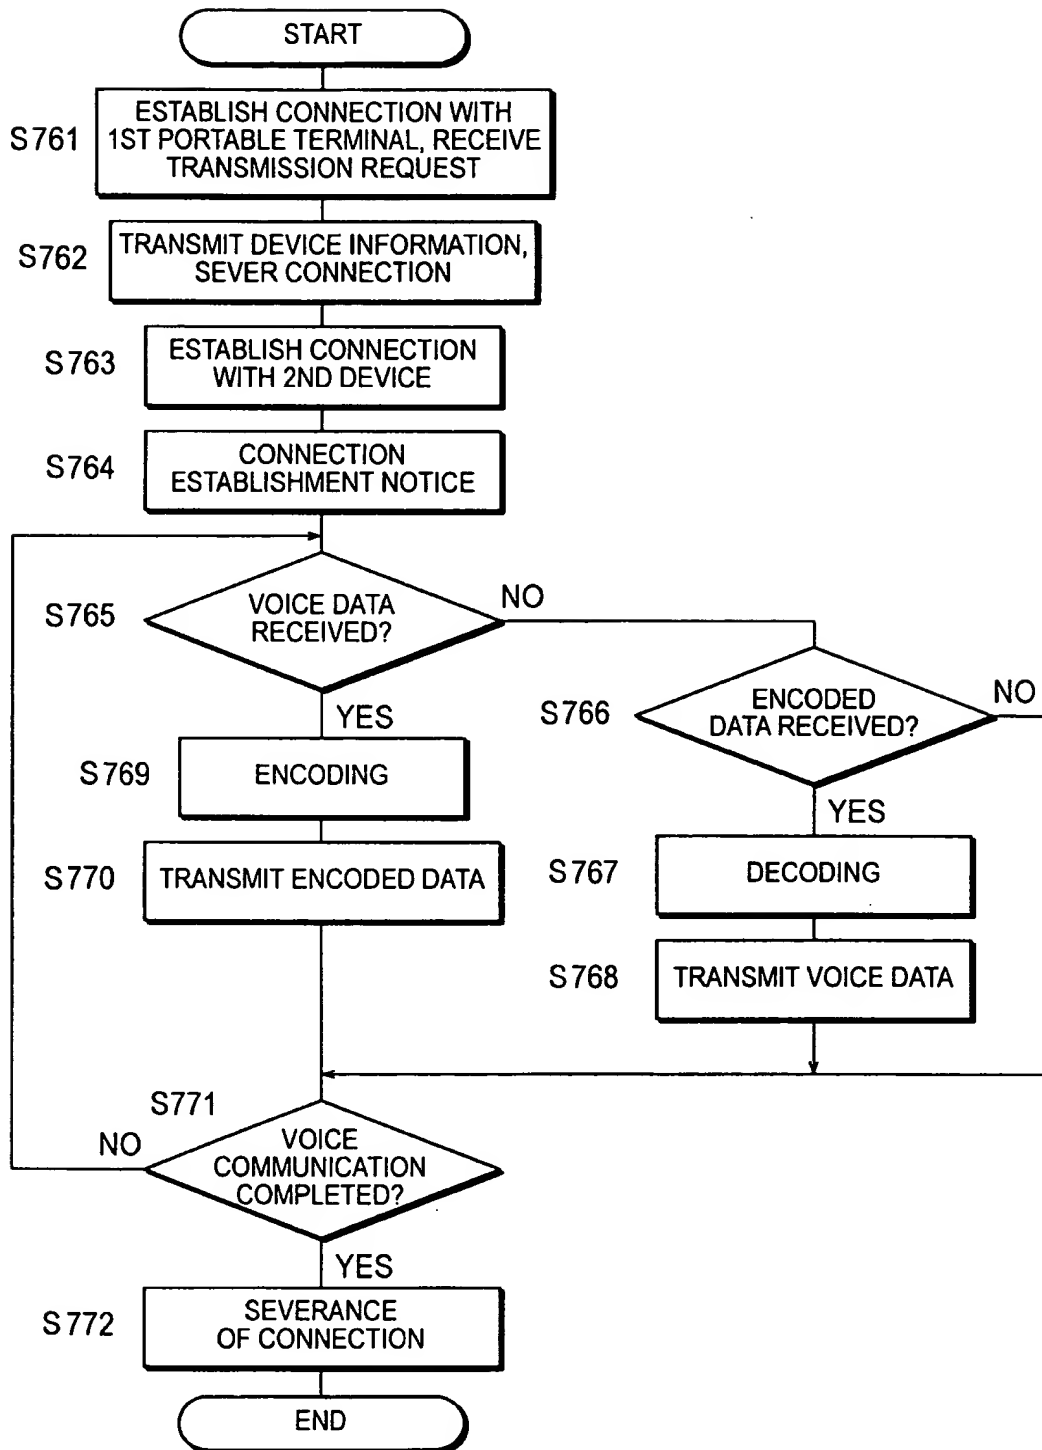 START
S761
ESTABLISH CONNECTION WITH
1ST PORTABLE TERMINAL, RECEIVE
TRANSMISSION REQUEST
S762
TRANSMIT DEVICE INFORMATION,
SEVER CONNECTION
S763
ESTABLISH CONNECTION
WITH 2ND DEVICE
S764
CONNECTION
ESTABLISHMENT NOTICE
S765
VOICE DATA
RECEIVED?
NO
YES
S766
ENCODED
DATA RECEIVED?
NO
YES
S769
ENCODING
S767
DECODING
S770
TRANSMIT ENCODED DATA
S768
TRANSMIT VOICE DATA
S771
NO
VOICE
COMMUNICATION
COMPLETED?
YES
S772
SEVERANCE
OF CONNECTION
END